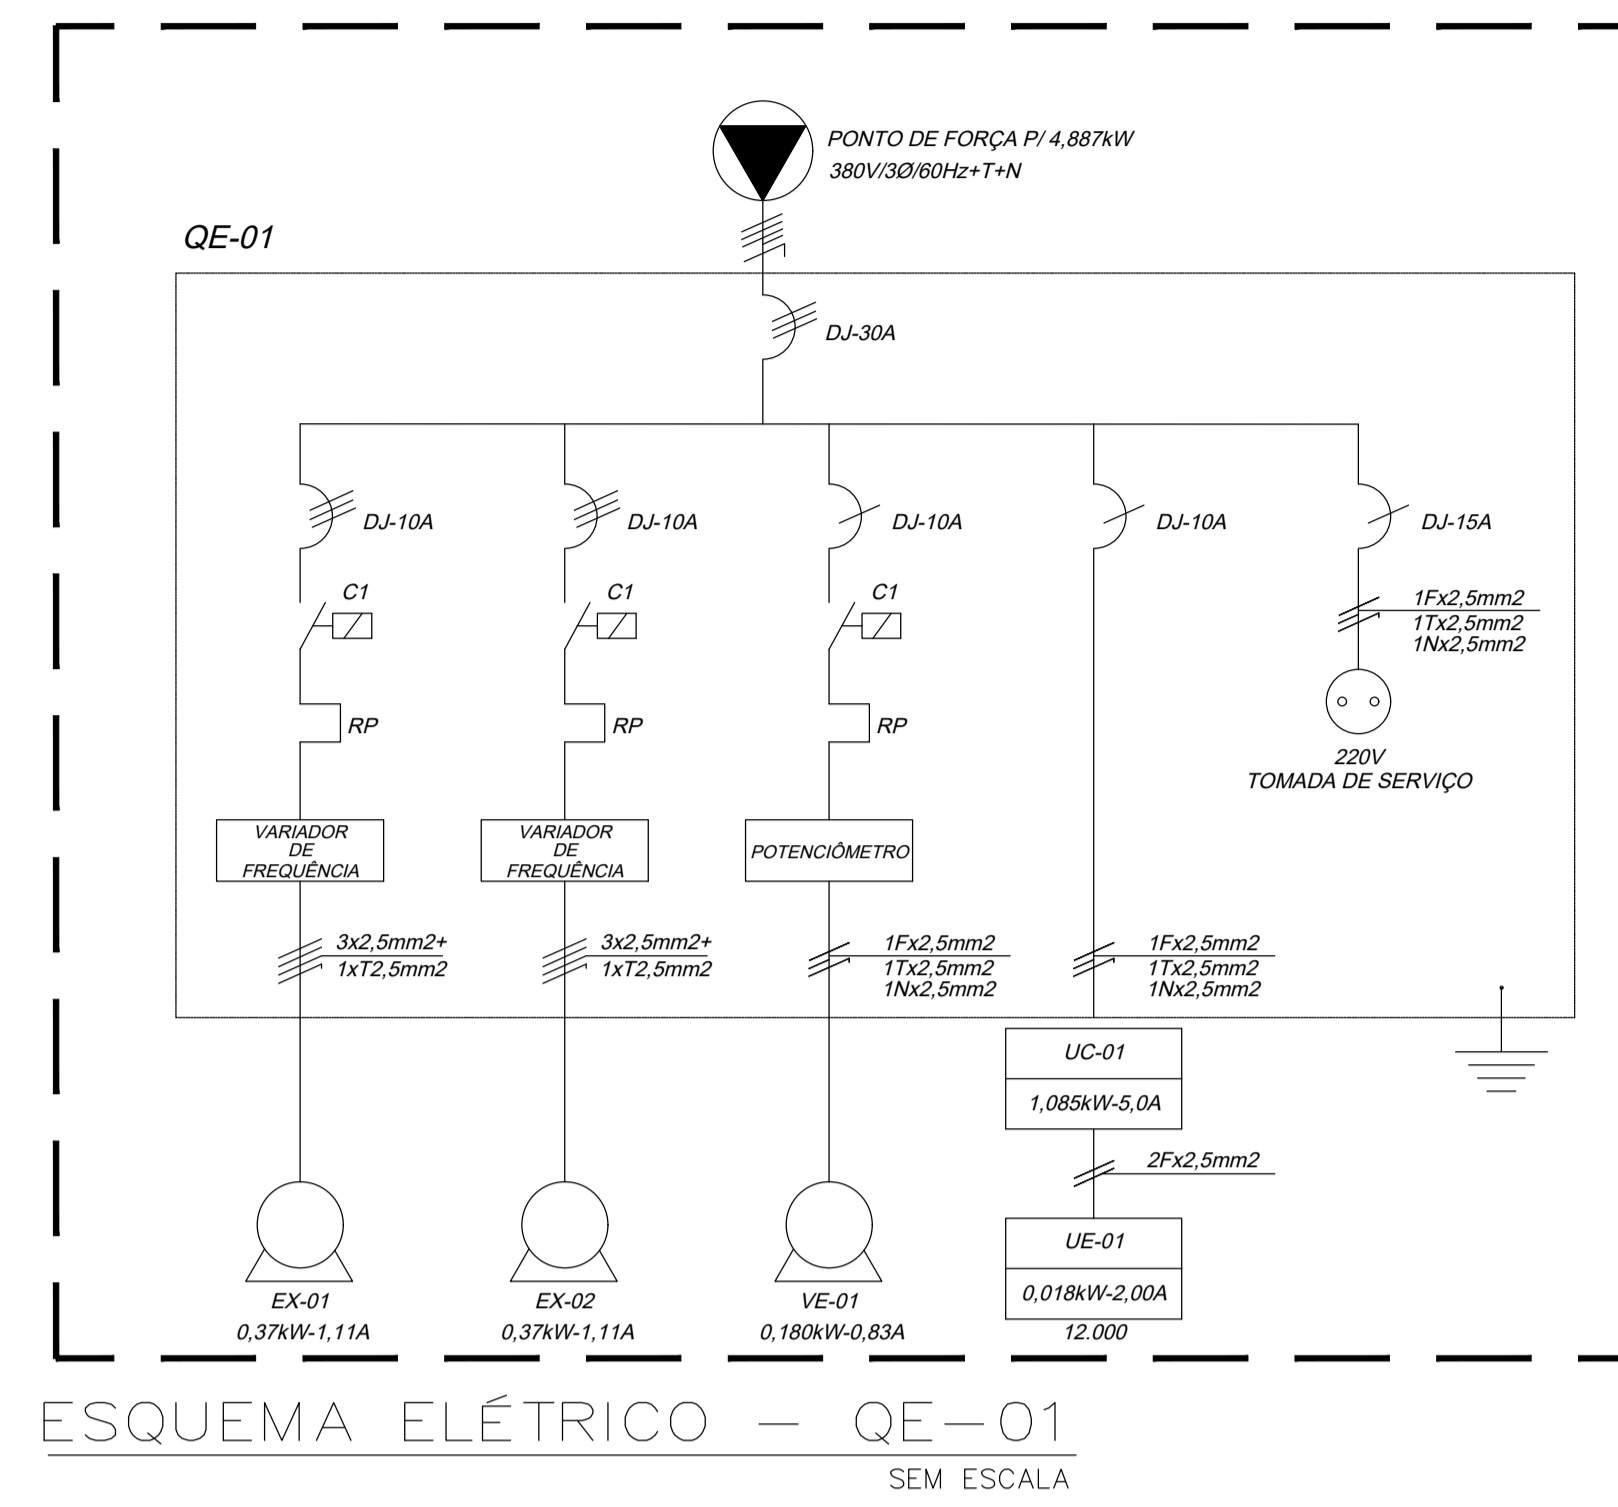 PONTO DE FORÇA P/ 4,887kW
380V/3Ø/60Hz+T+N
QE-01
DJ-30A
DJ-10A
DJ-10A
DJ-10A
DJ-10A
DJ-15A
C1
C1
C1
1Fx2,5mm2
1Tx2,5mm2
1Nx2,5mm2
RP
RP
RP
220V
TOMADA DE SERVIÇO
VARIADOR
DE
FREQUÊNCIA
VARIADOR
DE
FREQUÊNCIA
POTENCIÔMETRO
3x2,5mm2+
1xT2,5mm2
3x2,5mm2+
1xT2,5mm2
1Fx2,5mm2
1Tx2,5mm2
1Nx2,5mm2
1Fx2,5mm2
1Tx2,5mm2
1Nx2,5mm2
UC-01
1,085kW-5,0A
2Fx2,5mm2
UE-01
0,018kW-2,00A
12.000
EX-01
0,37kW-1,11A
EX-02
0,37kW-1,11A
VE-01
0,180kW-0,83A
ESQUEMA ELÉTRICO – QE-01
SEM ESCALA